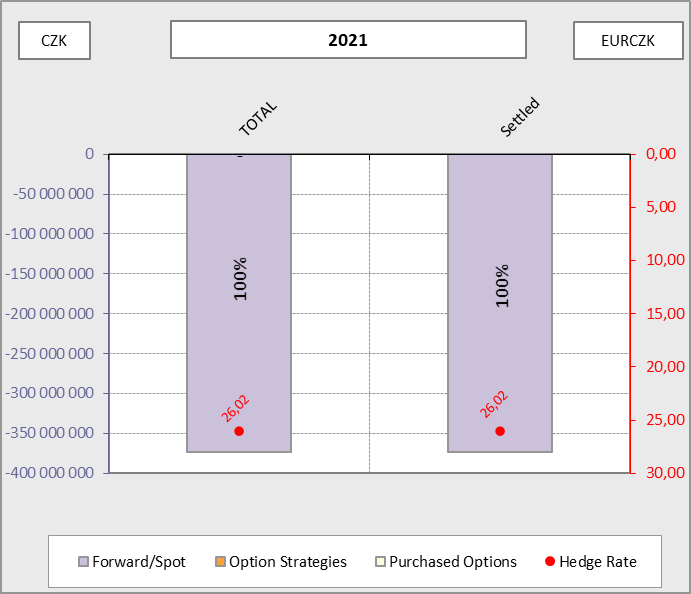 CZK
2021
EURCZK
TOTAL
Settled
0
-50 000 000
-100 000 000
-150 000 000
-200 000 000
-250 000 000
-300 000 000
-350 000 000
-400 000 000
-
100%
100%
26,02
26,02
0,00
5,00
10,00
15,00
20,00
25,00
30,00
Forward/Spot
Option Strategies
Purchased Options
Hedge Rate